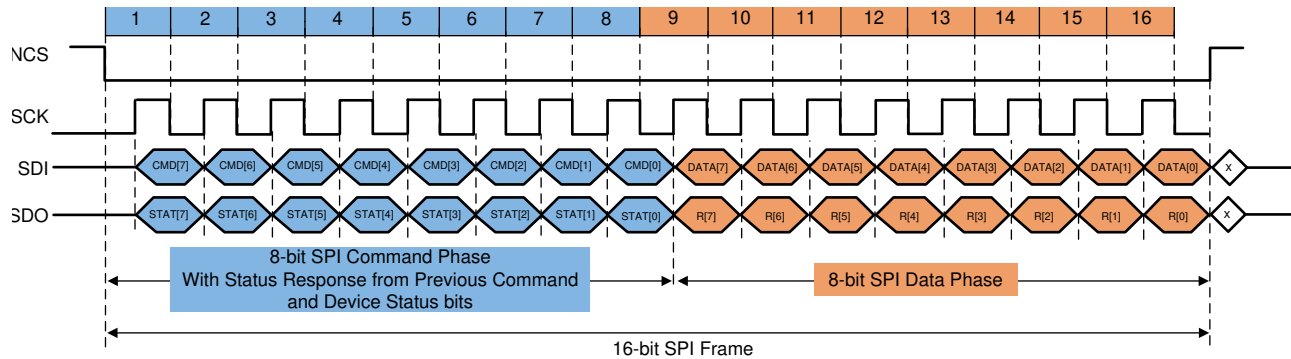 1 2 3 4 5 6 7 8 9 10 11 12 13 14 15 16
NCS
SCK
SDI CMD[7] CMD[6] CMD[5] CMD[4] CMD[3] CMD[2] CMD[1] CMD[0] DATA[7] DATA[6] DATA[5] DATA[4] DATA[3] DATA[2] DATA[1] DATA[0] x
SDO STAT[7] STAT[6] STAT[5] STAT[4] STAT[3] STAT[2] STAT[1] STAT[0] R[7] R[6] R[5] R[4] R[3] R[2] R[1] R[0] x
8-bit SPI Command Phase
With Status Response from Previous Command
and Device Status bits
8-bit SPI Data Phase
16-bit SPI Frame